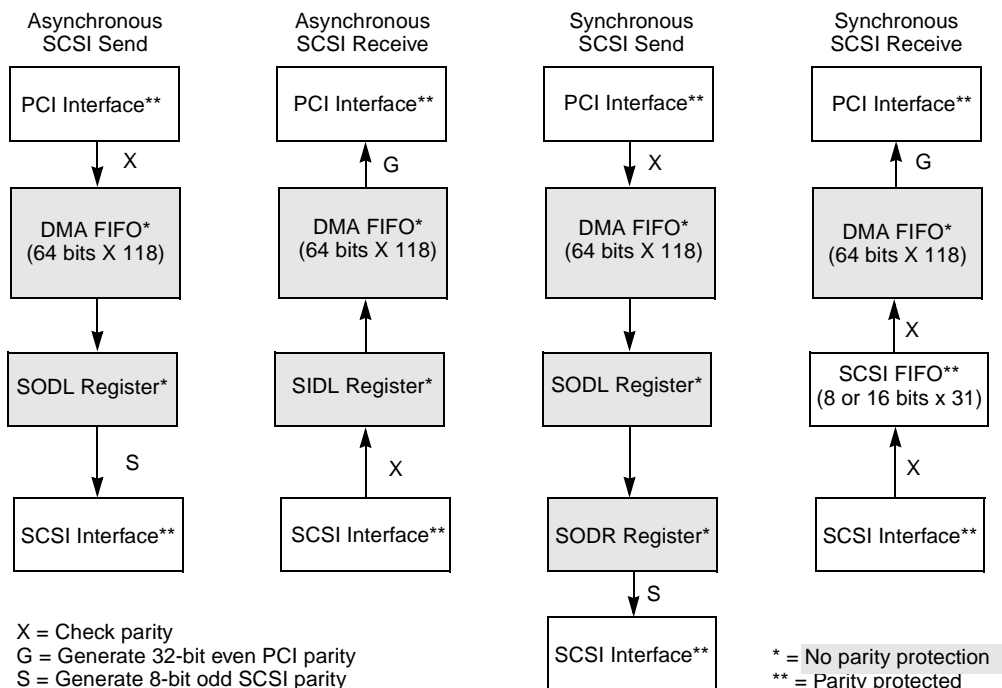 Asynchronous
SCSI Send
PCI Interface**
X
DMA FIFO*
(64 bits X 118)
SODL Register*
S
SCSI Interface**
Asynchronous
SCSI Receive
PCI Interface**
G
DMA FIFO*
(64 bits X 118)
SIDL Register*
X
SCSI Interface**
Synchronous
SCSI Send
PCI Interface**
X
DMA FIFO*
(64 bits X 118)
SODL Register*
SODR Register*
S
SCSI Interface**
Synchronous
SCSI Receive
PCI Interface**
G
DMA FIFO*
(64 bits X 118)
X
SCSI FIFO**
(8 or 16 bits x 31)
X
SCSI Interface**
X = Check parity
G = Generate 32-bit even PCI parity
S = Generate 8-bit odd SCSI parity
* = No parity protection
** = Parity protected